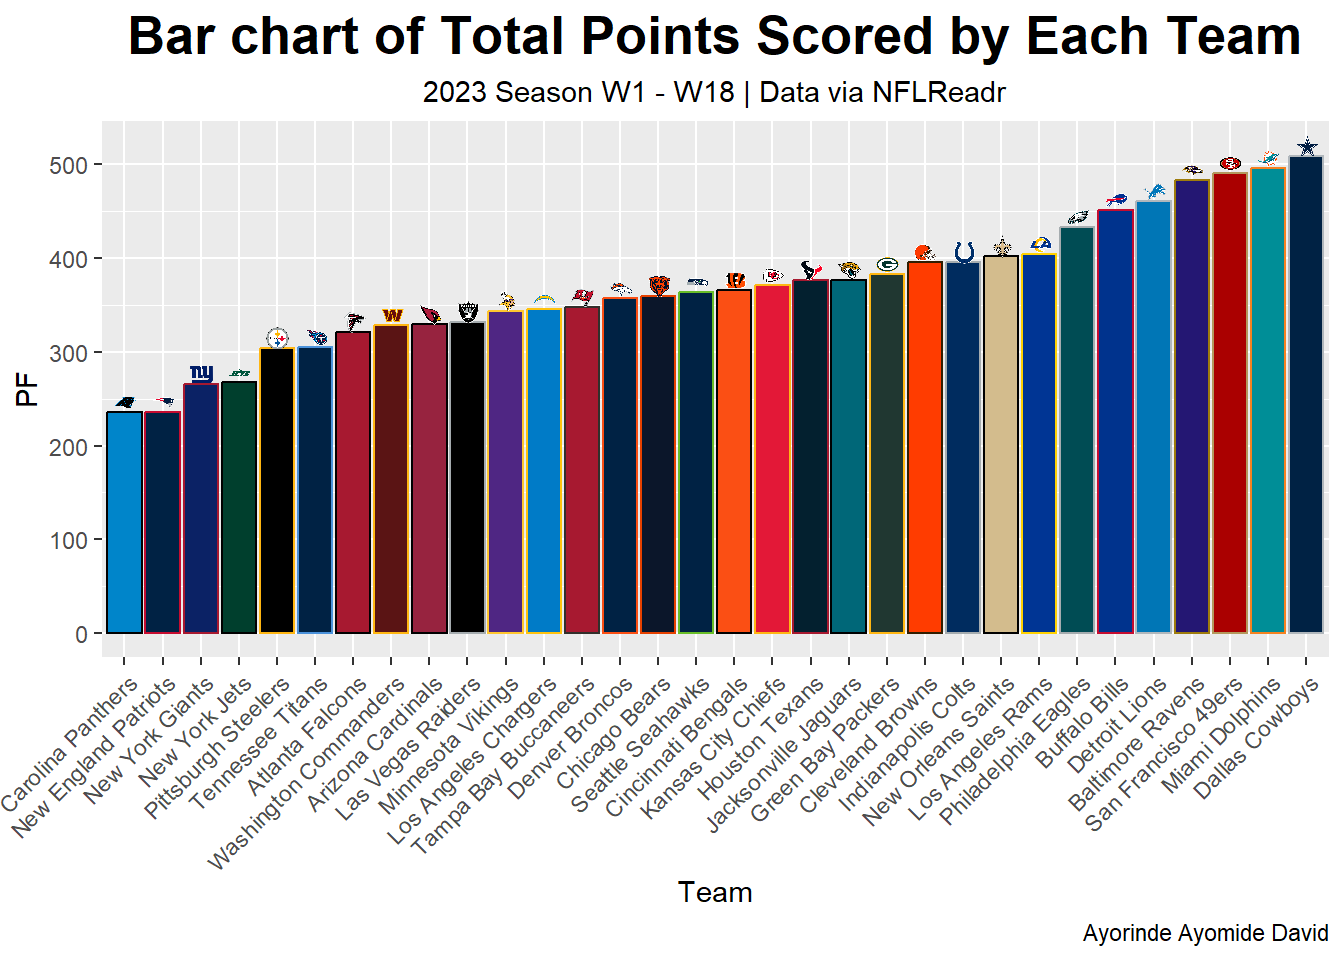 Bar chart of Total Points Scored by Each Team
2023 Season W1 - W18 | Data via NFLReadr
PF
500
400
300
200
100
0
Carolina Panthers
New England Patriots
New York Giants
New York Jets
Pittsburgh Steelers
Tennessee Titans
Atlanta Falcons
Washington Commanders
Arizona Cardinals
Las Vegas Raiders
Minnesota Vikings
Los Angeles Chargers
Tampa Bay Buccaneers
Denver Broncos
Chicago Bears
Seattle Seahawks
Cincinnati Bengals
Kansas City Chiefs
Houston Texans
Jacksonville Jaguars
Green Bay Packers
Cleveland Browns
Indianapolis Colts
New Orleans Saints
Los Angeles Rams
Philadelphia Eagles
Buffalo Bills
Detroit Lions
Baltimore Ravens
San Francisco 49ers
Miami Dolphins
Dallas Cowboys
Team
Ayorinde Ayomide David
ny
W
G